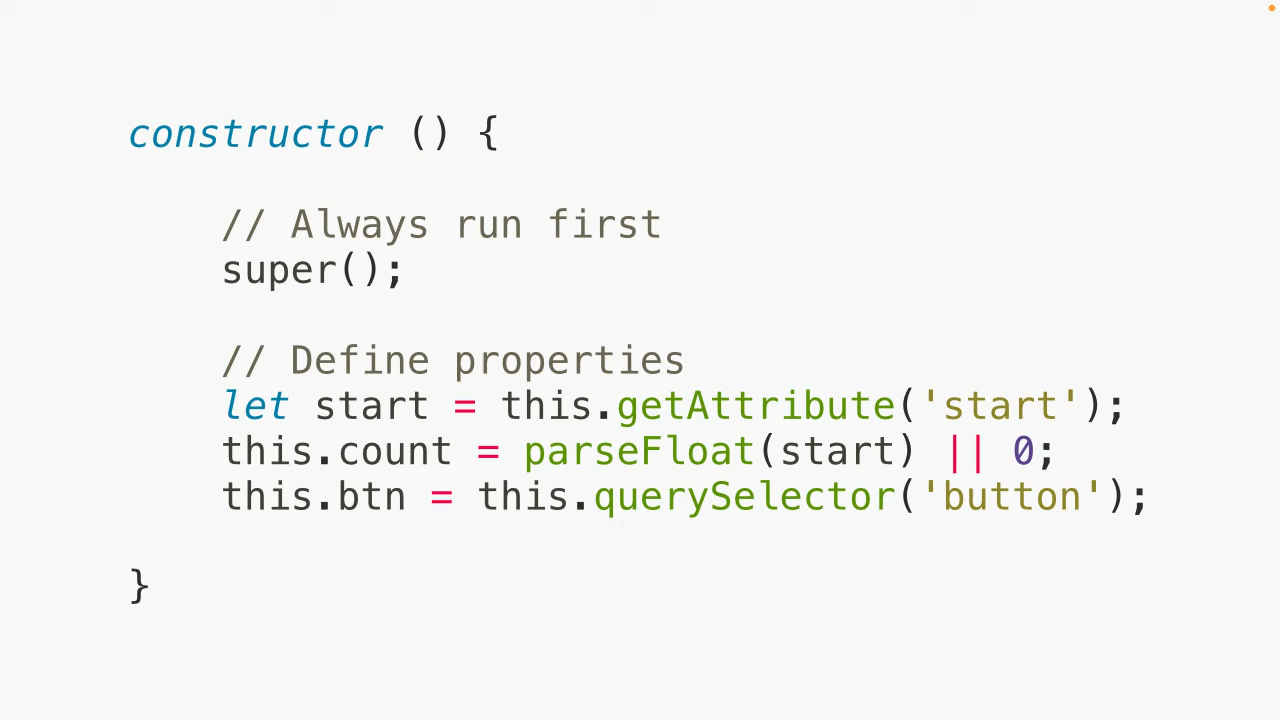 constructor () {
// Always run first
super();
// Define properties
let start = this.getAttribute('start');
this.count = parseFloat(start) || 0;
this.btn = this.querySelector('button');
}